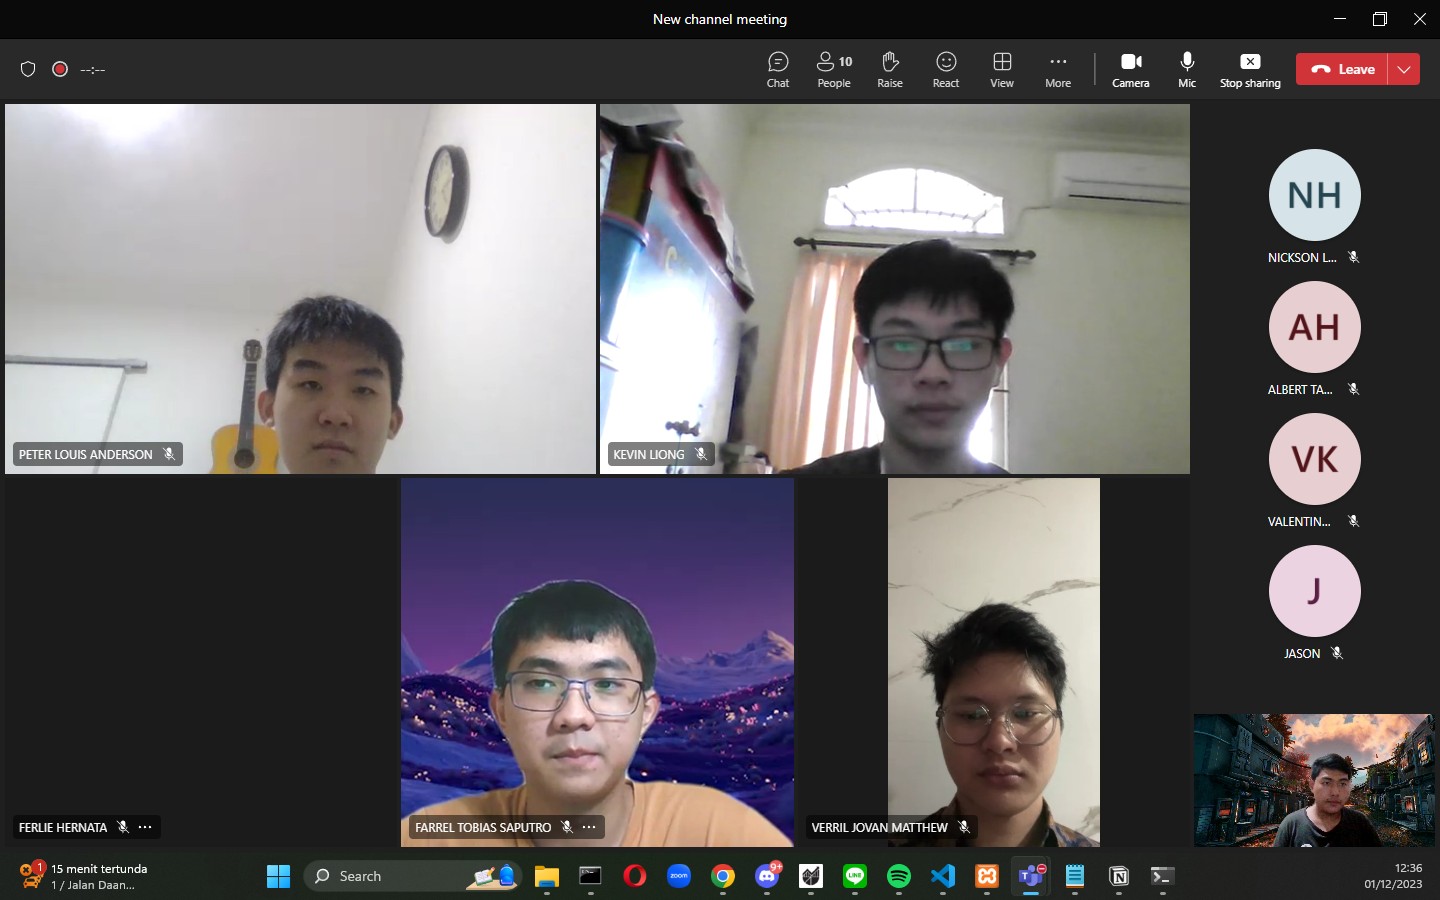 New channel meeting
--:--
Chat
10
People
Raise
React
View
More
Camera
Mic
Stop sharing
Leave
PETER LOUIS ANDERSON
KEVIN LIONG
NH
NICKSON L...
AH
ALBERT TA...
VK
VALENTIN...
J
JASON
FERLIE HERNATA
FARREL TOBIAS SAPUTRO
VERRIL JOVAN MATTHEW
1
15 menit tertunda
1 / Jalan Daan...
Search
zoom
9+
LINE
12:36
01/12/2023